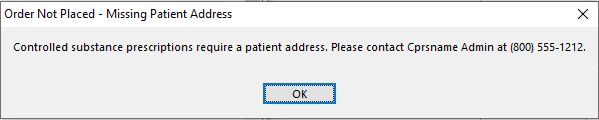 Order Not Placed - Missing Patient Address
Controlled substance prescriptions require a patient address. Please contact Cprsname Admin at (800) 555-1212.
OK